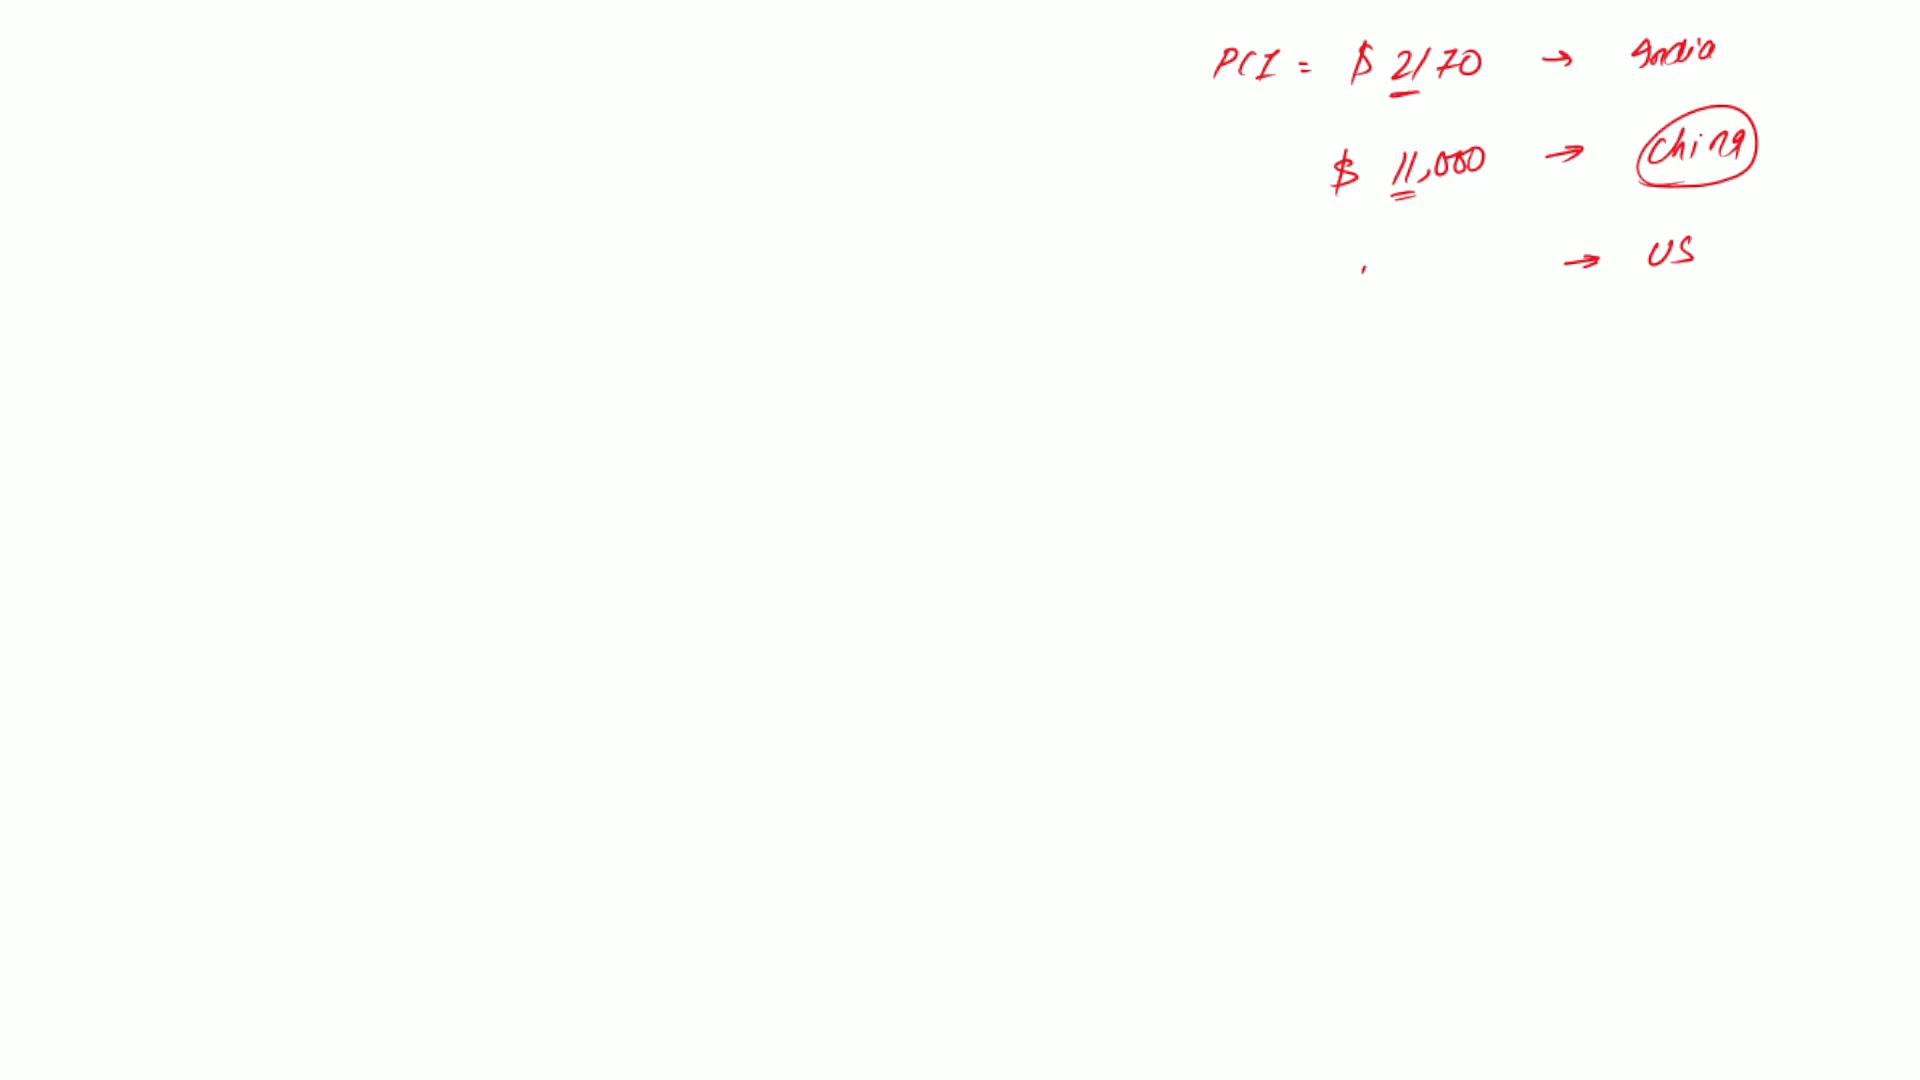 PCI = $ 2170 → India
$ 11,000 → China
→ US